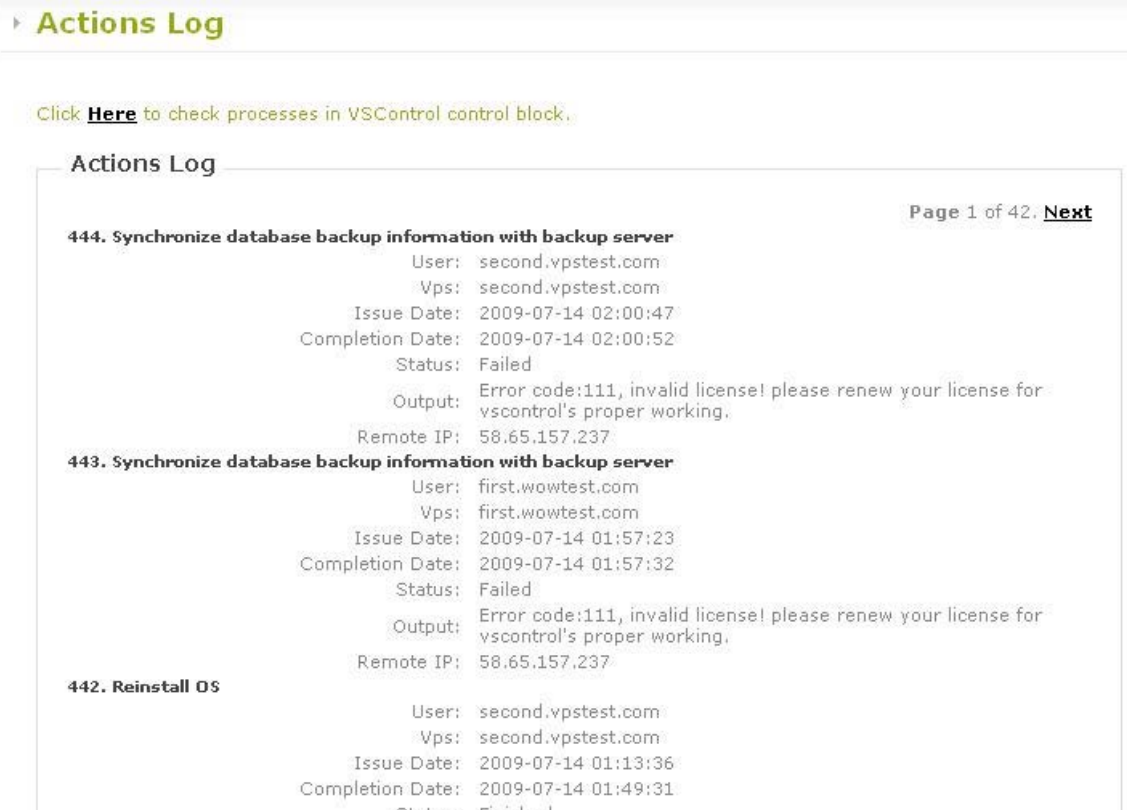 Actions Log
Click Here to check processes in VSControl control block.
Actions Log
Page 1 of 42. Next
444. Synchronize database backup information with backup server
User: second.vpstest.com
Vps: second.vpstest.com
Issue Date: 2009-07-14 02:00:47
Completion Date: 2009-07-14 02:00:52
Status: Failed
Output: Error code:111, invalid license! please renew your license for
vscontrol's proper working.
Remote IP: 58.65.157.237
443. Synchronize database backup information with backup server
User: first.wowtest.com
Vps: first.wowtest.com
Issue Date: 2009-07-14 01:57:23
Completion Date: 2009-07-14 01:57:32
Status: Failed
Output: Error code:111, invalid license! please renew your license for
vscontrol's proper working.
Remote IP: 58.65.157.237
442. Reinstall OS
User: second.vpstest.com
Vps: second.vpstest.com
Issue Date: 2009-07-14 01:13:36
Completion Date: 2009-07-14 01:49:31